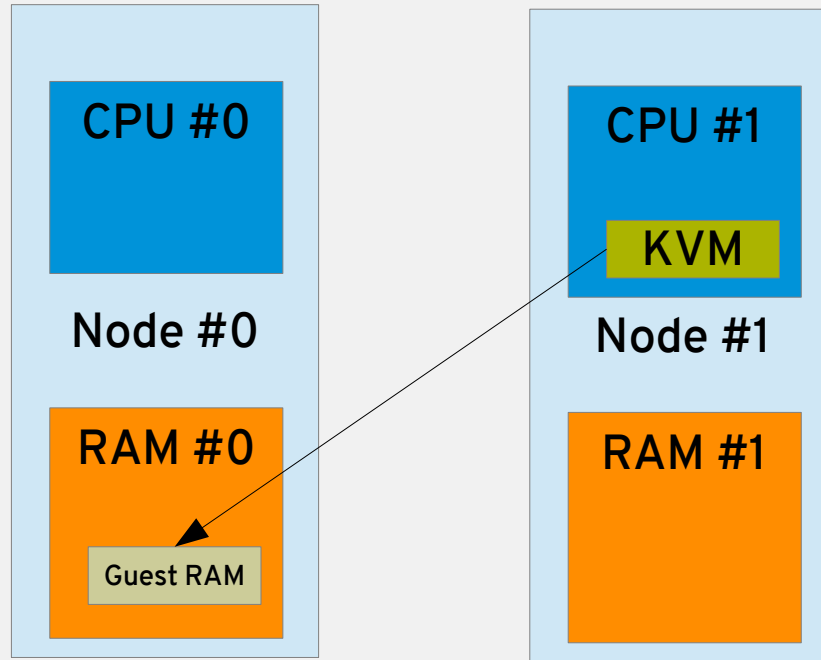 CPU #0
Node #0
RAM #0
Guest RAM
CPU #1
KVM
Node #1
RAM #1